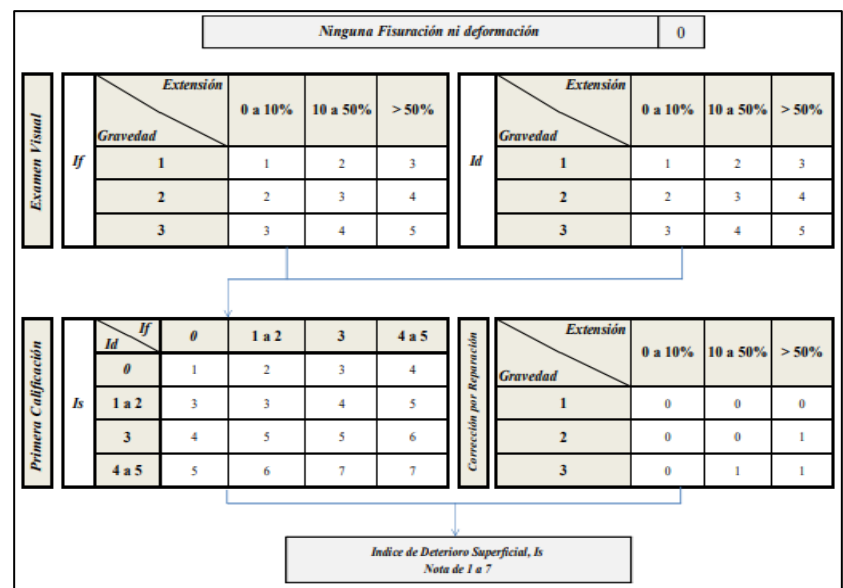 Ninguna Fisuración ni deformación 0
Examen Visual
If
Extensión
Gravedad
0 a 10% 10 a 50% > 50%
1 1 2 3
2 2 3 4
3 3 4 5
Id
Extensión
Gravedad
0 a 10% 10 a 50% > 50%
1 1 2 3
2 2 3 4
3 3 4 5
Primera Calificación
Is
If
Id
0 1 a 2 3 4 a 5
0 1 2 3 4
1 a 2 3 3 4 5
3 4 5 5 6
4 a 5 5 6 7 7
Corrección por Reparación
Extensión
Gravedad
0 a 10% 10 a 50% > 50%
1 0 0 0
2 0 0 1
3 0 1 1
Indice de Deterioro Superficial, Is
Nota de 1 a 7